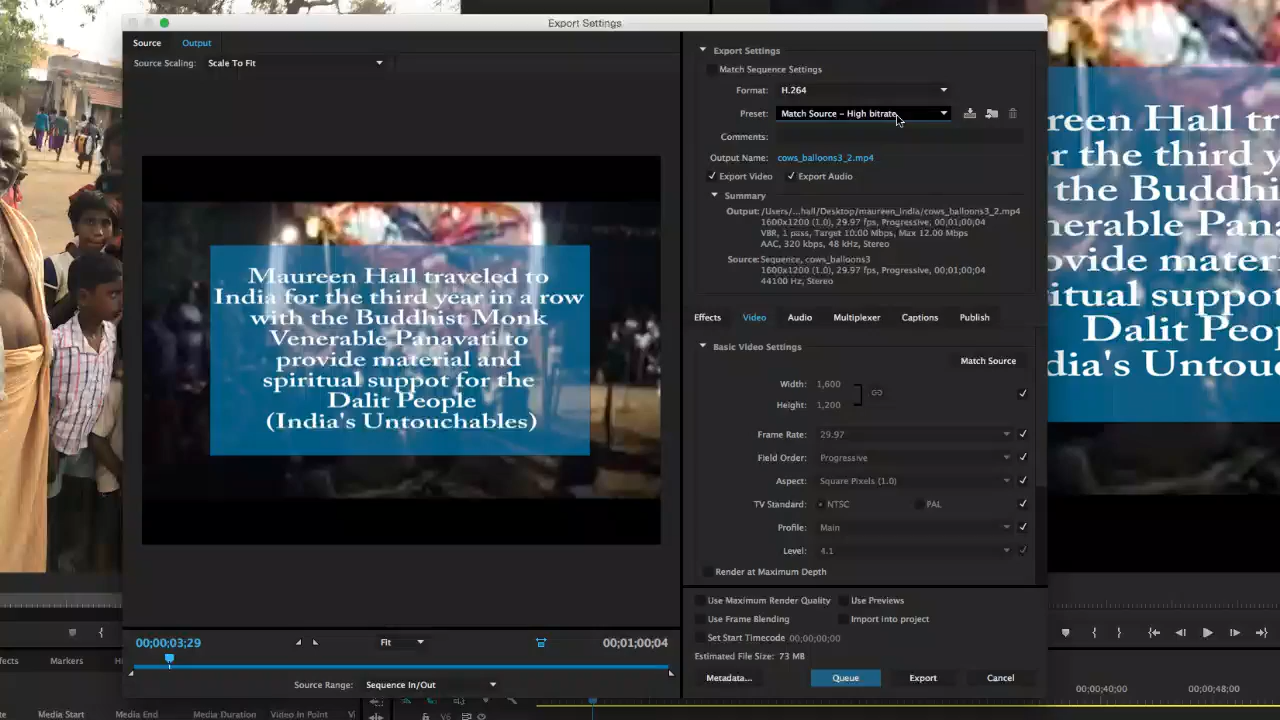 Export Settings
Source Output
Source Scaling: Scale To Fit
Maureen Hall traveled to
India for the third year in a row
with the Buddhist Monk
Venerable Panavati to
provide material and
spiritual suppot for the
Dalit People
(India's Untouchables)
00;00;03;29
Fit
00;01;00;04
Source Range: Sequence In/Out
Export Settings
Match Sequence Settings
Format: H.264
Preset: Match Source – High bitrate
Comments:
Output Name: cows_balloons3_2.mp4
Export Video Export Audio
Summary
Output: /Users/...hall/Desktop/maureen_india/cows_balloons3_2.mp4
1600x1200 (1.0), 29.97 fps, Progressive, 00;01;00;04
VBR, 1 pass, Target 10.00 Mbps, Max 12.00 Mbps
AAC, 320 kbps, 48 kHz, Stereo
Source: Sequence, cows_balloons3
1600x1200 (1.0), 29.97 fps, Progressive, 00;01;00;04
44100 Hz, Stereo
Effects Video Audio Multiplexer Captions Publish
Basic Video Settings
Match Source
Width: 1,600
Height: 1,200
Frame Rate: 29.97
Field Order: Progressive
Aspect: Square Pixels (1.0)
TV Standard: NTSC PAL
Profile: Main
Level: 4.1
Render at Maximum Depth
Use Maximum Render Quality Use Previews
Use Frame Blending Import into project
Set Start Timecode 00;00;00;00
Estimated File Size: 73 MB
Metadata... Queue Export Cancel
reen Hall tr
r the third y
the Buddhi
nerable Pana
ovide mater
itual suppot
Dalit Peop
dia's Untouc
ffects Markers Hi
te Media Start Media End Media Duration Video In Point
00;00;40;00 00;00;48;00